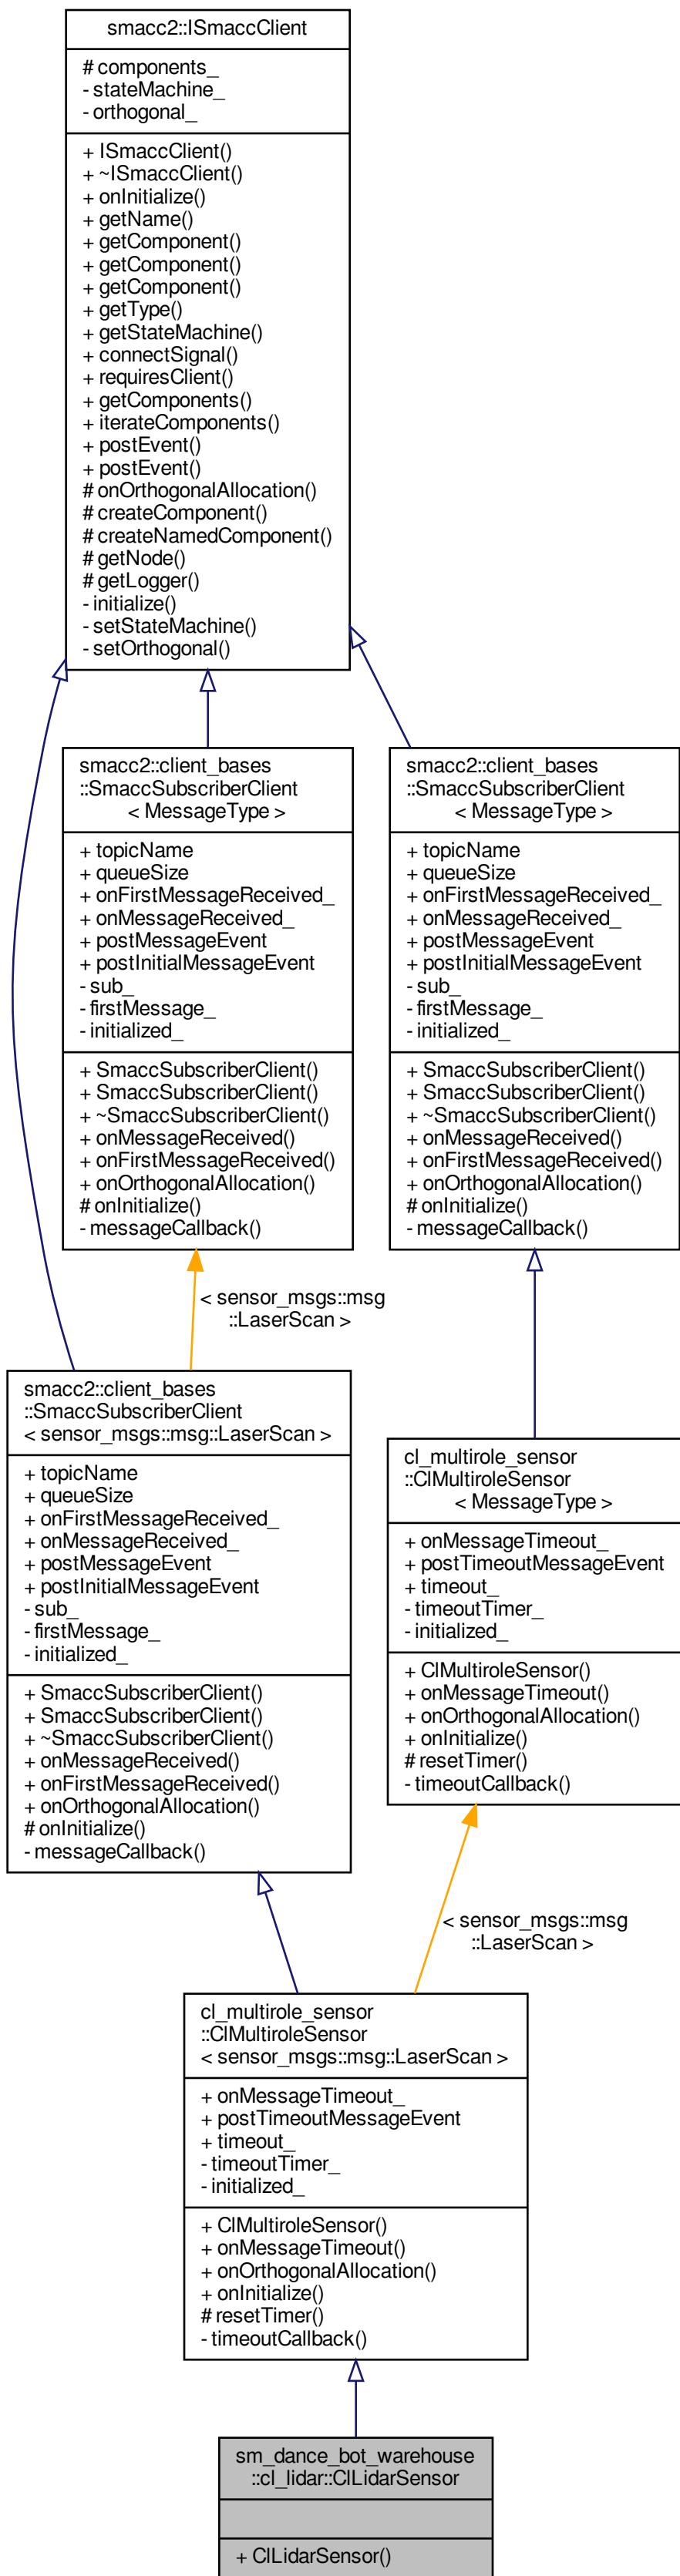 smacc2::ISmaccClient
# components_
- stateMachine_
- orthogonal_
+ ISmaccClient()
+ ~ISmaccClient()
+ onInitialize()
+ getName()
+ getComponent()
+ getComponent()
+ getComponent()
+ getType()
+ getStateMachine()
+ connectSignal()
+ requiresClient()
+ getComponents()
+ iterateComponents()
+ postEvent()
+ postEvent()
# onOrthogonalAllocation()
# createComponent()
# createNamedComponent()
# getNode()
# getLogger()
- initialize()
- setStateMachine()
- setOrthogonal()
smacc2::client_bases
::SmaccSubscriberClient
< MessageType >
+ topicName
+ queueSize
+ onFirstMessageReceived_
+ onMessageReceived_
+ postMessageEvent
+ postInitialMessageEvent
- sub_
- firstMessage_
- initialized_
+ SmaccSubscriberClient()
+ SmaccSubscriberClient()
+ ~SmaccSubscriberClient()
+ onMessageReceived()
+ onFirstMessageReceived()
+ onOrthogonalAllocation()
# onInitialize()
- messageCallback()
smacc2::client_bases
::SmaccSubscriberClient
< MessageType >
+ topicName
+ queueSize
+ onFirstMessageReceived_
+ onMessageReceived_
+ postMessageEvent
+ postInitialMessageEvent
- sub_
- firstMessage_
- initialized_
+ SmaccSubscriberClient()
+ SmaccSubscriberClient()
+ ~SmaccSubscriberClient()
+ onMessageReceived()
+ onFirstMessageReceived()
+ onOrthogonalAllocation()
# onInitialize()
- messageCallback()
< sensor_msgs::msg
::LaserScan >
smacc2::client_bases
::SmaccSubscriberClient
< sensor_msgs::msg::LaserScan >
+ topicName
+ queueSize
+ onFirstMessageReceived_
+ onMessageReceived_
+ postMessageEvent
+ postInitialMessageEvent
- sub_
- firstMessage_
- initialized_
+ SmaccSubscriberClient()
+ SmaccSubscriberClient()
+ ~SmaccSubscriberClient()
+ onMessageReceived()
+ onFirstMessageReceived()
+ onOrthogonalAllocation()
# onInitialize()
- messageCallback()
cl_multirole_sensor
::ClMultiroleSensor
< MessageType >
+ onMessageTimeout_
+ postTimeoutMessageEvent
+ timeout_
- timeoutTimer_
- initialized_
+ ClMultiroleSensor()
+ onMessageTimeout()
+ onOrthogonalAllocation()
+ onInitialize()
# resetTimer()
- timeoutCallback()
< sensor_msgs::msg
::LaserScan >
cl_multirole_sensor
::ClMultiroleSensor
< sensor_msgs::msg::LaserScan >
+ onMessageTimeout_
+ postTimeoutMessageEvent
+ timeout_
- timeoutTimer_
- initialized_
+ ClMultiroleSensor()
+ onMessageTimeout()
+ onOrthogonalAllocation()
+ onInitialize()
# resetTimer()
- timeoutCallback()
sm_dance_bot_warehouse
::cl_lidar::ClLidarSensor
+ ClLidarSensor()